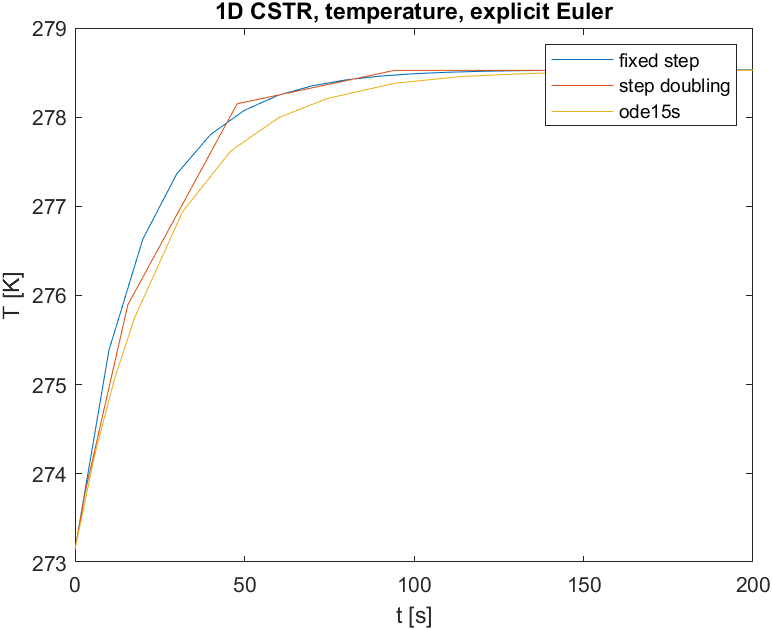 1D CSTR, temperature, explicit Euler
279
278
277
276
275
274
273
T [K]
fixed step
step doubling
ode15s
0
50
100
150
200
t [s]